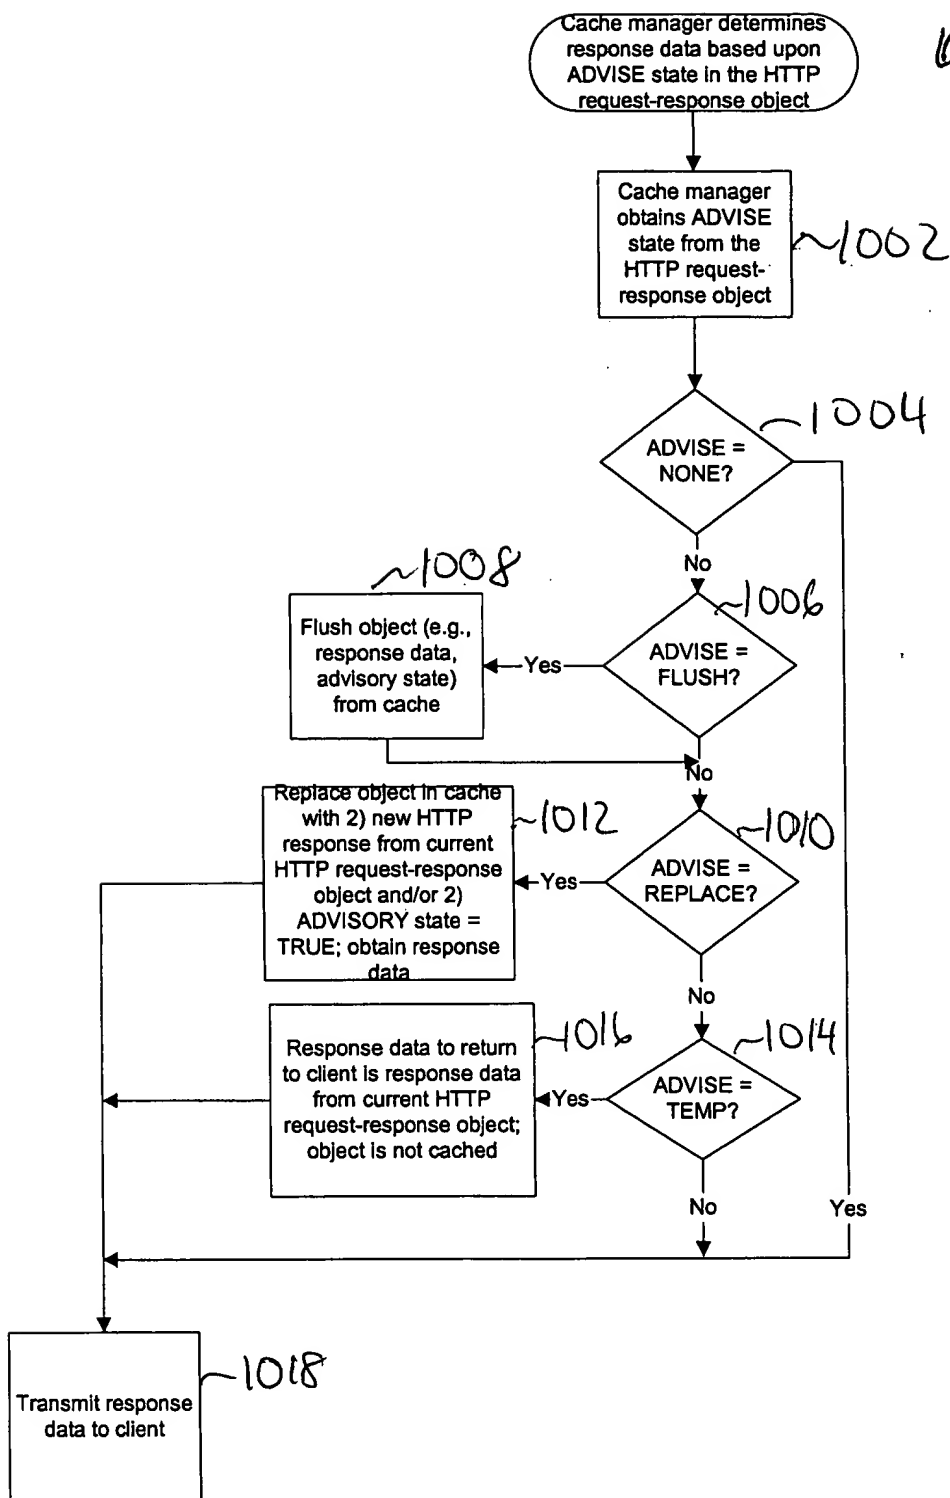 Cache manager determines
response data based upon
ADVISE state in the HTTP
request-response object
Cache manager
obtains ADVISE
state from the
HTTP request-
response object
1002
ADVISE =
NONE?
1004
No
1008
Flush object (e.g.,
response data,
advisory state)
from cache
Yes
ADVISE =
FLUSH?
1006
No
Replace object in cache
with 2) new HTTP
response from current
HTTP request-response
object and/or 2)
ADVISORY state =
TRUE; obtain response
data
1012
Yes
ADVISE =
REPLACE?
1010
No
Response data to return
to client is response data
from current HTTP
request-response object;
object is not cached
1016
Yes
ADVISE =
TEMP?
1014
No
Yes
Transmit response
data to client
1018